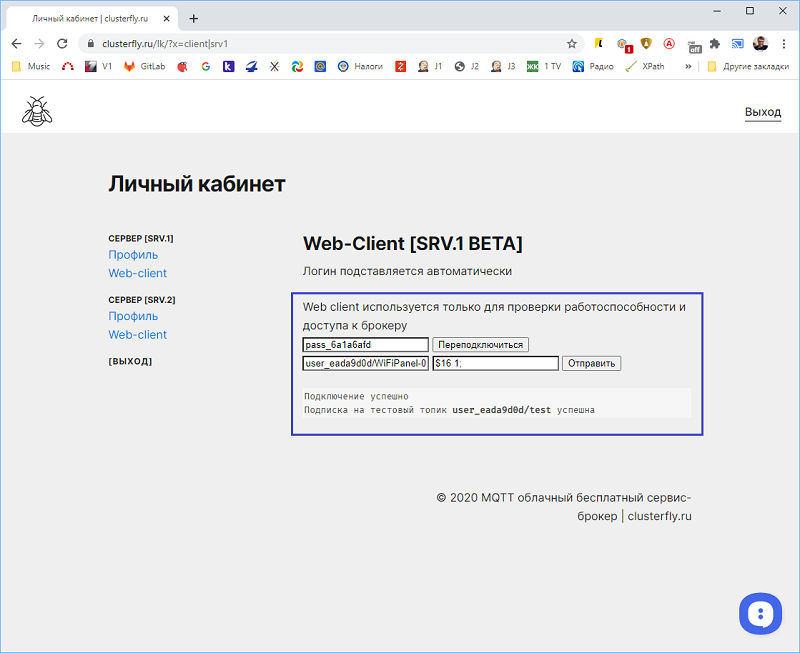 Личный кабинет | clusterfly.ru
clusterfly.ru/lk/?x=client|srv1
Music
V1
GitLab
Налоги
J1
J2
J3
ЖК
1 TV
Радио
XPath
»
Другие закладки
Выход
Личный кабинет
СЕРВЕР [SRV.1]
Профиль
Web-client
СЕРВЕР [SRV.2]
Профиль
Web-client
[ВЫХОД]
Web-Client [SRV.1 BETA]
Логин подставляется автоматически
Web client используется только для проверки работоспособности и
доступа к брокеру
pass_6a1a6afd Переподключиться
user_eada9d0d/WiFiPanel-0 $16 1; Отправить
Подключение успешно
Подписка на тестовый топик user_eada9d0d/test успешна
© 2020 MQTT облачный бесплатный сервис-
брокер | clusterfly.ru